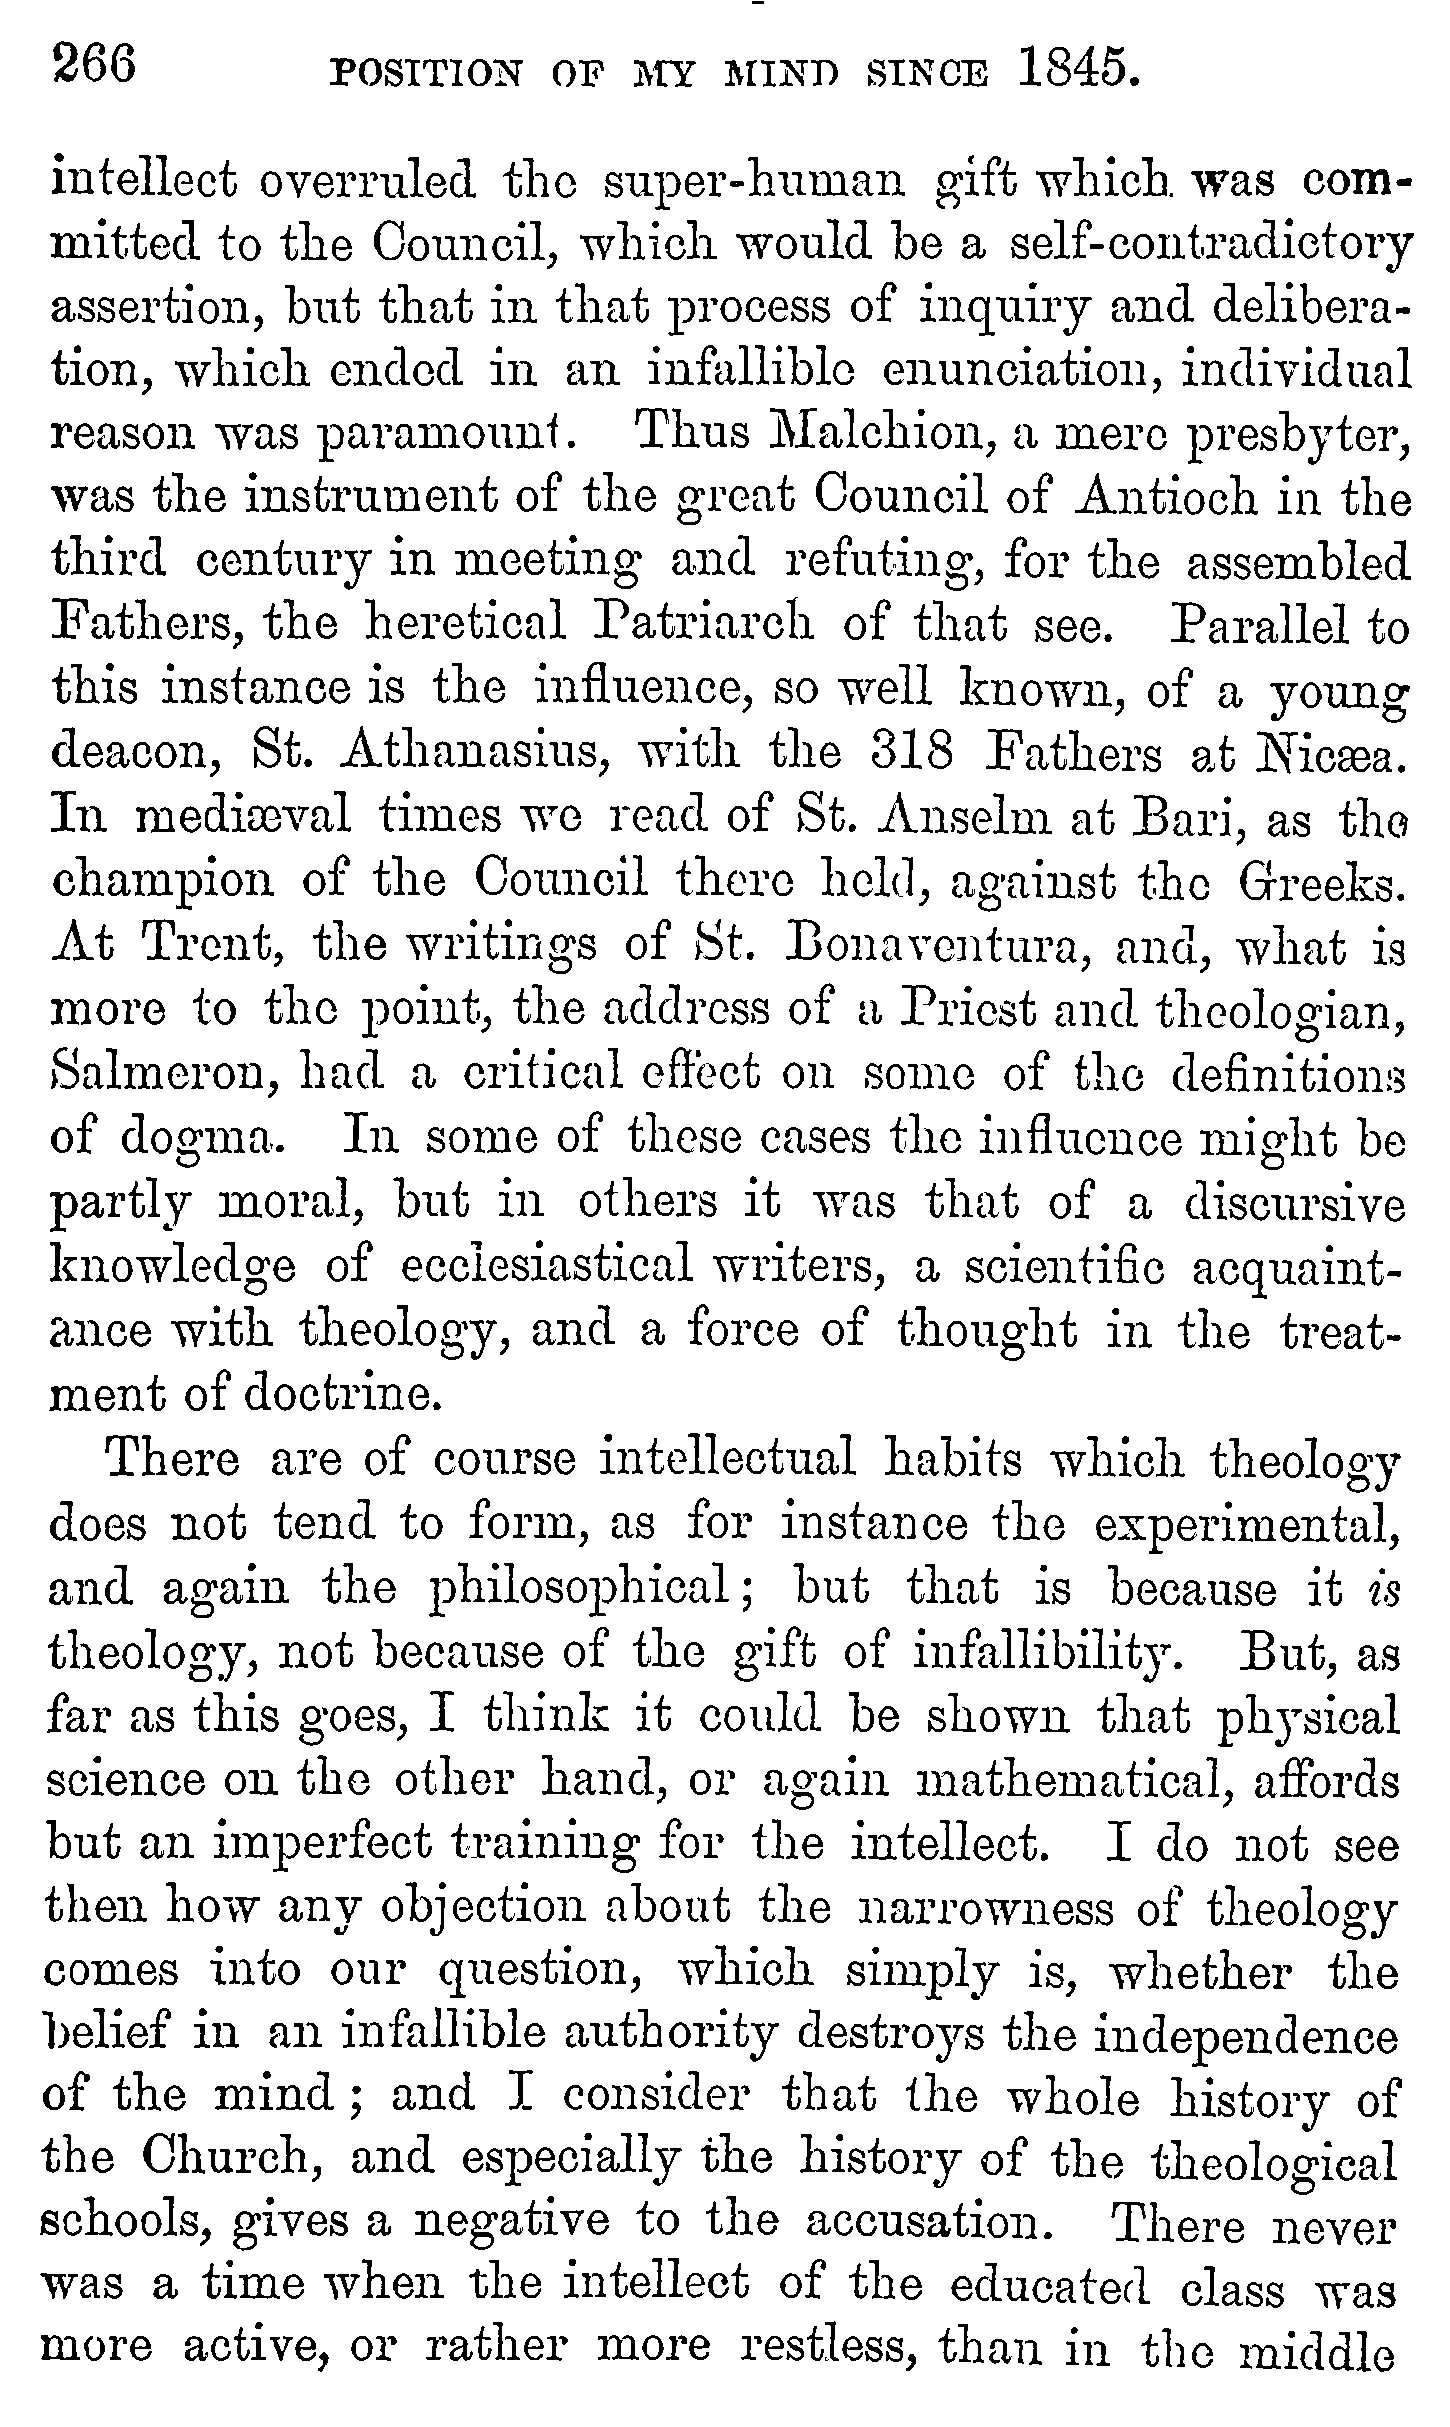 266 POSITION OF MY MIND SINCE 1845.
intellect overruled the super-human gift which was com-
mitted to the Council, which would be a self-contradictory
assertion, but that in that process of inquiry and delibera-
tion, which ended in an infallible enunciation, individual
reason was paramount. Thus Malchion, a mere presbyter,
was the instrument of the great Council of Antioch in the
third century in meeting and refuting, for the assembled
Fathers, the heretical Patriarch of that see. Parallel to
this instance is the influence, so well known, of a young
deacon, St. Athanasius, with the 318 Fathers at Nicæa.
In mediæval times we read of St. Anselm at Bari, as the
champion of the Council there held, against the Greeks.
At Trent, the writings of St. Bonaventura, and, what is
more to the point, the address of a Priest and theologian,
Salmeron, had a critical effect on some of the definitions
of dogma. In some of these cases the influence might be
partly moral, but in others it was that of a discursive
knowledge of ecclesiastical writers, a scientific acquaint-
ance with theology, and a force of thought in the treat-
ment of doctrine.
There are of course intellectual habits which theology
does not tend to form, as for instance the experimental,
and again the philosophical; but that is because it is
theology, not because of the gift of infallibility. But, as
far as this goes, I think it could be shown that physical
science on the other hand, or again mathematical, affords
but an imperfect training for the intellect. I do not see
then how any objection about the narrowness of theology
comes into our question, which simply is, whether the
belief in an infallible authority destroys the independence
of the mind; and I consider that the whole history of
the Church, and especially the history of the theological
schools, gives a negative to the accusation. There never
was a time when the intellect of the educated class was
more active, or rather more restless, than in the middle